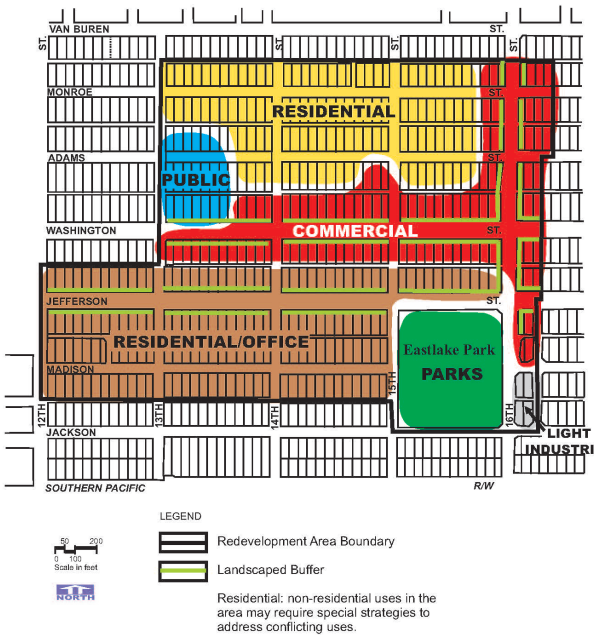 VAN BUREN
ST.
ST.
ST.
ST.
ST.
MONROE
ST.
RESIDENTIAL
ADAMS
ST.
PUBLIC
WASHINGTON
COMMERCIAL
ST.
JEFFERSON
ST.
RESIDENTIAL/OFFICE
Eastlake Park
PARKS
MADISON
12TH
13TH
14TH
15TH
16TH
JACKSON
LIGHT
INDUSTRI
SOUTHERN PACIFIC
R/W
LEGEND
50 200
0 100
Scale in feet
NORTH
Redevelopment Area Boundary
Landscaped Buffer
Residential: non-residential uses in the
area may require special strategies to
address conflicting uses.